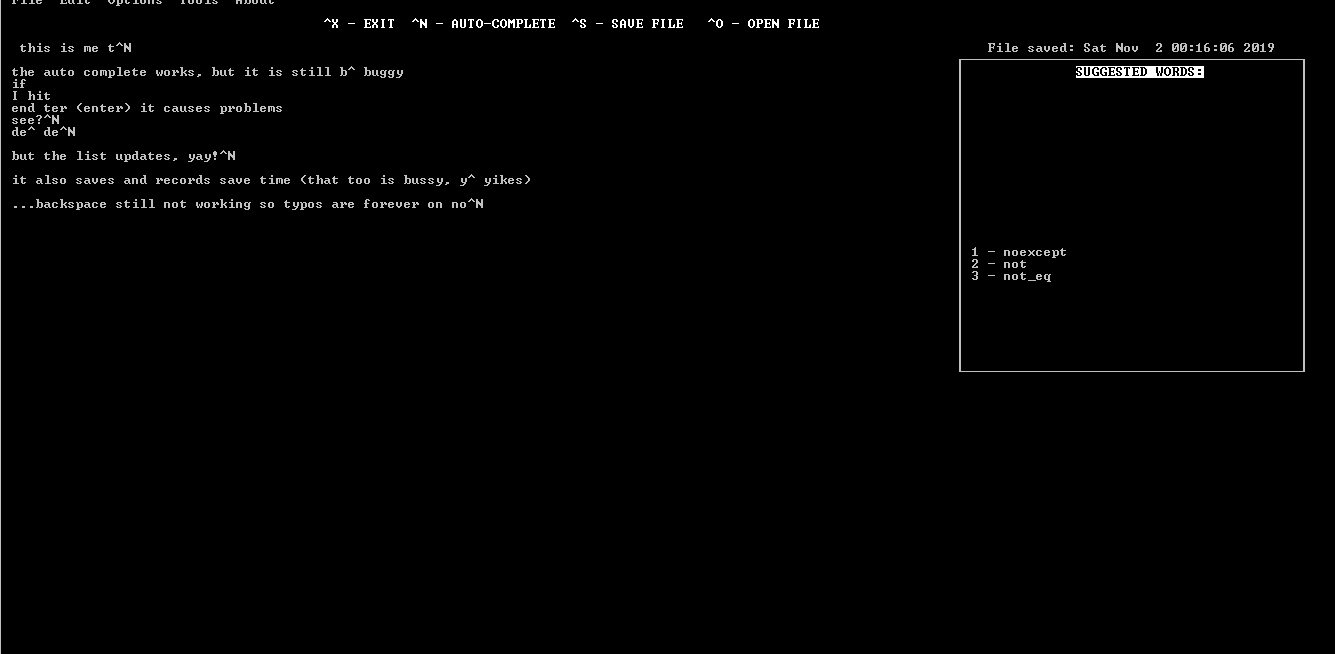 File Edit Options Tools About
^X - EXIT ^N - AUTO-COMPLETE ^S - SAVE FILE ^O - OPEN FILE
this is me t^N
File saved: Sat Nov 2 00:16:06 2019
the auto complete works, but it is still b^ buggy
if
I hit
end ter (enter) it causes problems
see?^N
de^ de^N
but the list updates, yay!^N
it also saves and records save time (that too is bussy, y^ yikes)
...backspace still not working so typos are forever on no^N
SUGGESTED WORDS:
1 - noexcept
2 - not
3 - not_eq